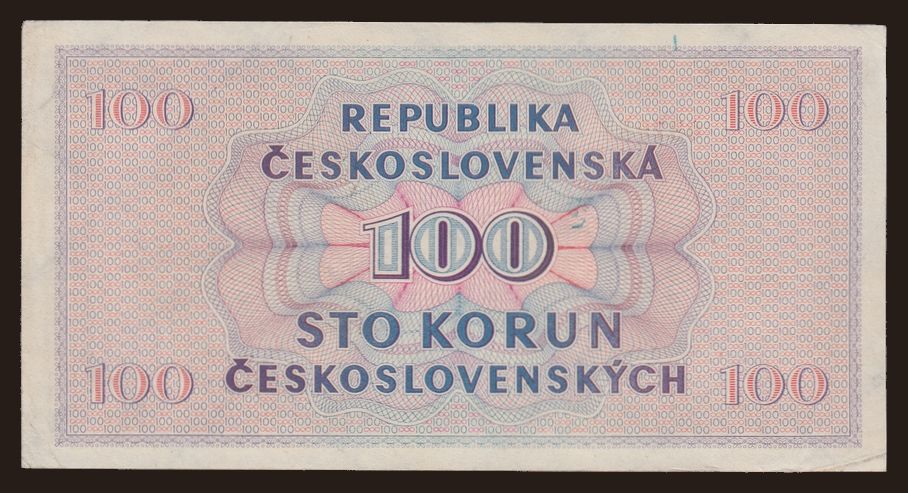 100 100
REPUBLIKA
ČESKOSLOVENSKÁ
100
STO KORUN
ČESKOSLOVENSKÝCH
100 100